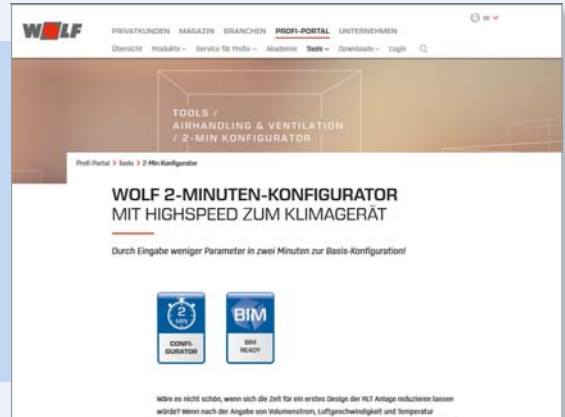 WOLF
PRIVATKUNDEN MAGAZIN BRANCHEN PROFI-PORTAL UNTERNEHMEN
DE
Übersicht Produkte Service für Profis Akademie Tools Downloads Login
TOOLS /
AIRHANDLING & VENTILATION
/ 2-MIN KONFIGURATOR
Profi-Portal > Tools > 2-Min Konfigurator
WOLF 2-MINUTEN-KONFIGURATOR
MIT HIGHSPEED ZUM KLIMAGERÄT
Durch Eingabe weniger Parameter in zwei Minuten zur Basis-Konfiguration!
2
MIN
CONFI-
GURATOR
BIM
BIM
READY
Wäre es nicht schön, wenn sich die Zeit für ein erstes Design der RLT Anlage reduzieren lassen
würde? Wenn nach der Angabe von Volumenstrom, Luftgeschwindigkeit und Temperatur